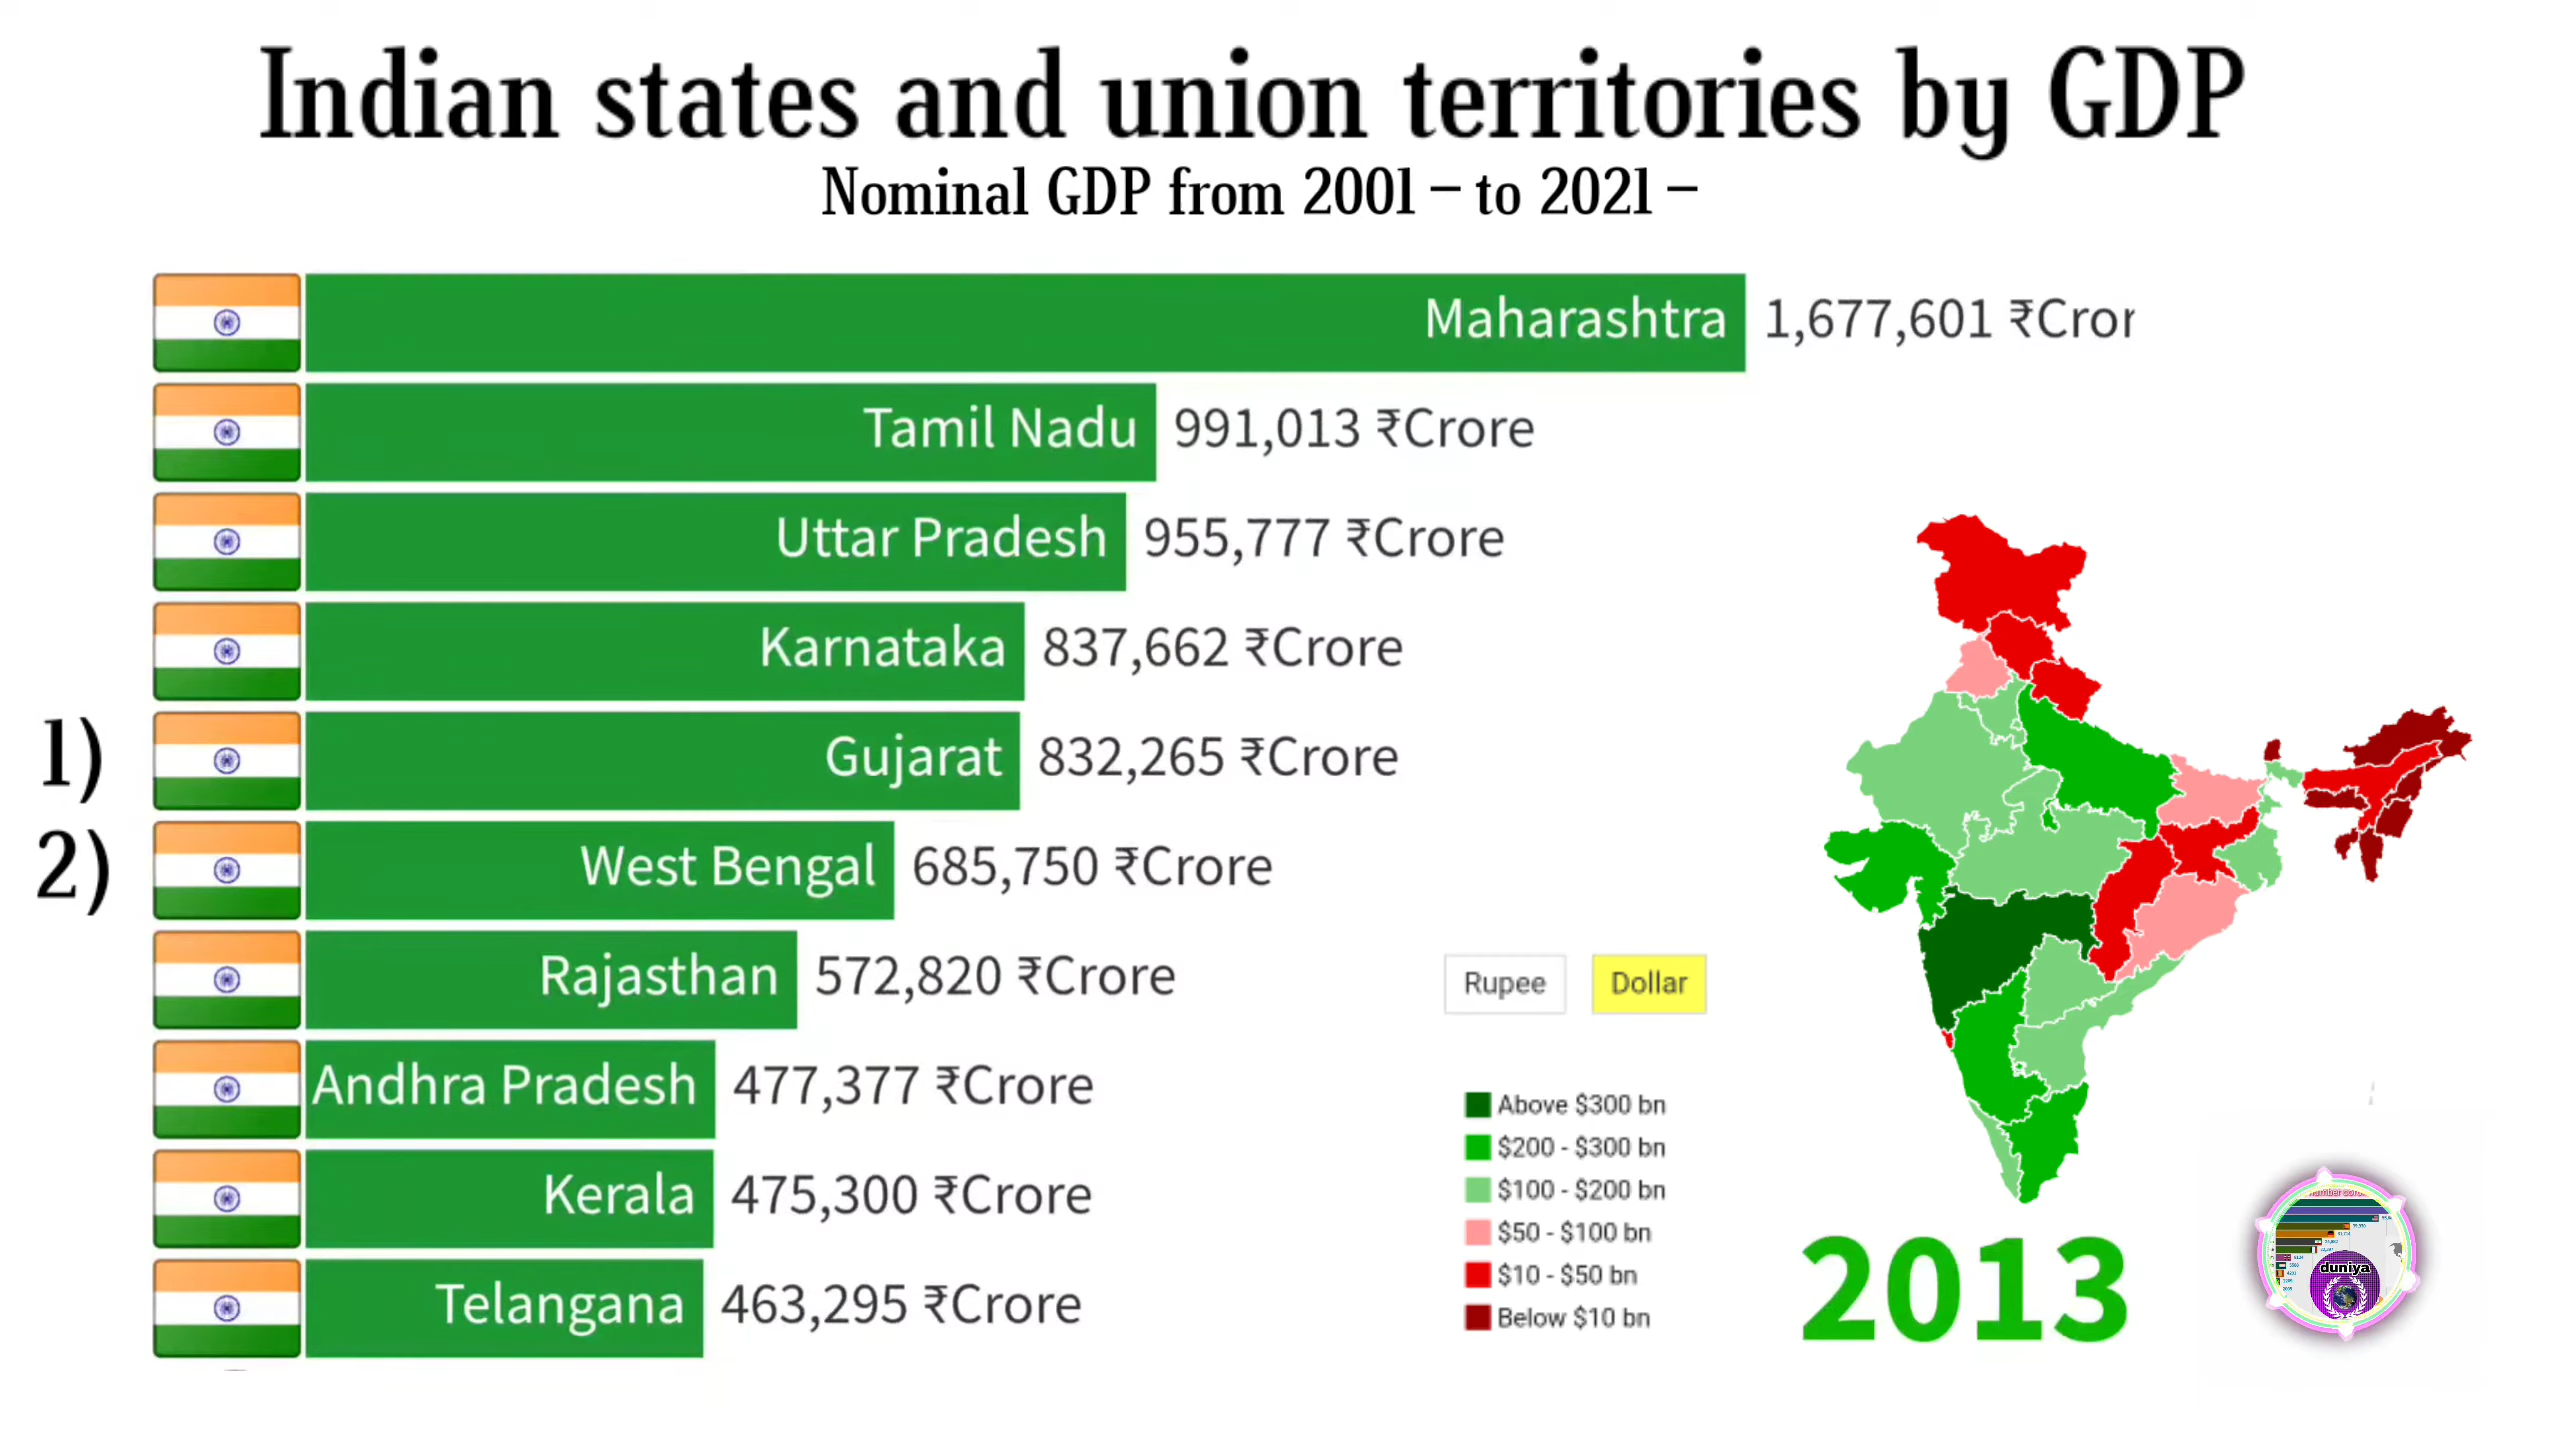 Indian states and union territories by GDP
Nominal GDP from 2001 – to 2021 –
Maharashtra 1,677,601 ₹Cror
Tamil Nadu 991,013 ₹Crore
Uttar Pradesh 955,777 ₹Crore
Karnataka 837,662 ₹Crore
1) Gujarat 832,265 ₹Crore
2) West Bengal 685,750 ₹Crore
Rajasthan 572,820 ₹Crore
Andhra Pradesh 477,377 ₹Crore
Kerala 475,300 ₹Crore
Telangana 463,295 ₹Crore
Rupee Dollar
Above $300 bn
$200 - $300 bn
$100 - $200 bn
$50 - $100 bn
$10 - $50 bn
Below $10 bn
2013
duniya